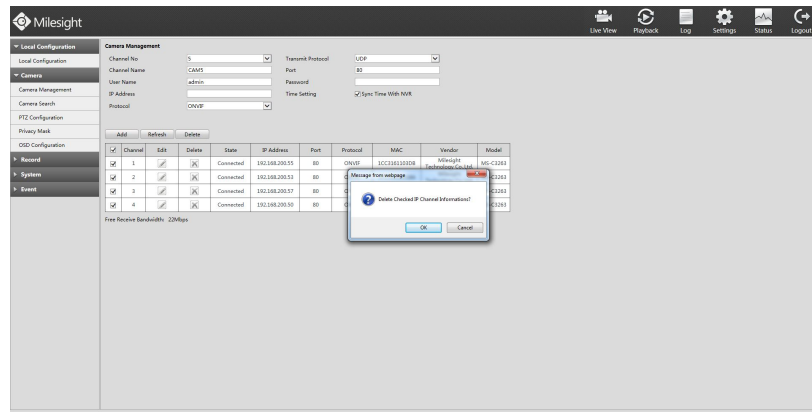 Milesight
Live View
Playback
Log
Settings
Status
Logout
Local Configuration
Local Configuration
Camera
Camera Management
Camera Search
PTZ Configuration
Privacy Mask
OSD Configuration
Record
System
Event
Camera Management
Channel No 5 Transmit Protocol UDP
Channel Name CAM5 Port 80
User Name admin Password
IP Address Time Setting Sync Time With NVR
Protocol ONVIF
Add Refresh Delete
Channel Edit Delete State IP Address Port Protocol MAC Vendor Model
1 Connected 192.168.200.55 80 ONVIF 1CC3161103D8 Milesight Technology Co.,Ltd. MS-C3263
2 Connected 192.168.200.53 80
3 Connected 192.168.200.57 80
4 Connected 192.168.200.50 80
Free Receive Bandwidth: 22Mbps
Message from webpage
Delete Checked IP Channel Informations?
OK Cancel